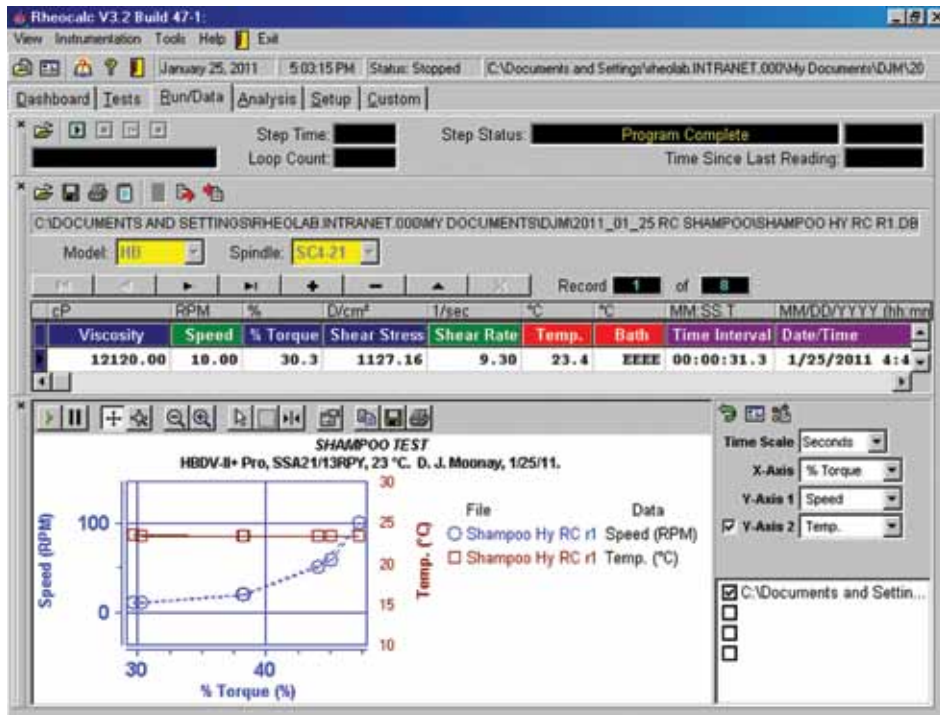 Rheocalc V3.2 Build 47-1:
View Instrumentation Tools Help Exit
January 25, 2011 5:03:15 PM Status: Stopped C:\Documents and Settings\rheolab.INTRANET.000\My Documents\DJM\20
Dashboard Tests Run/Data Analysis Setup Custom
Step Time: Step Status: Program Complete
Loop Count: Time Since Last Reading:
C:\DOCUMENTS AND SETTINGS\RHEOLAB.INTRANET.000\MY DOCUMENTS\DJM\2011_01_25 RC SHAMPOO\SHAMPOO HY RC R1.DB
Model: HB Spindle: SC4-21
Record 1 of 8
cP RPM % D/cm² 1/sec °C °C MM:SS.T MM/DD/YYYY (hh:mm
Viscosity Speed % Torque Shear Stress Shear Rate Temp. Bath Time Interval Date/Time
12120.00 10.00 30.3 1127.16 9.30 23.4 EEEE 00:00:31.3 1/25/2011 4:4
SHAMPOO TEST
HBDV-II+ Pro, SSA21/13RPY, 23 °C. D. J. Moonay, 1/25/11.
Speed (RPM)
100
0
30 40
% Torque (%)
30
25
20
15
10
Temp. (°C)
File Data
Shampoo Hy RC r1 Speed (RPM)
Shampoo Hy RC r1 Temp. (°C)
Time Scale Seconds
X-Axis % Torque
Y-Axis 1 Speed
Y-Axis 2 Temp.
C:\Documents and Settin...